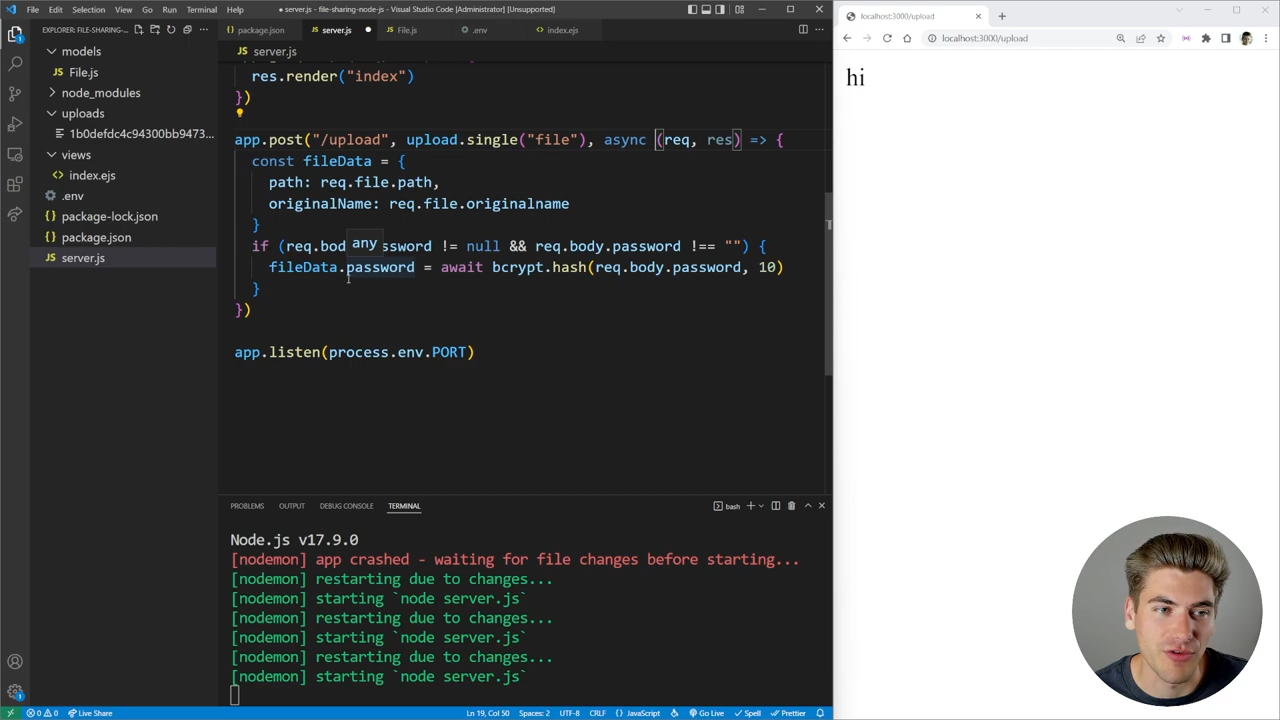 File Edit Selection View Go Run Terminal Help
● server.js - file-sharing-node-js - Visual Studio Code [Administrator] [Unsupported]
EXPLORER: FILE-SHARING-...
models
File.js
node_modules
uploads
1b0defdc4c94300bb9473...
views
index.ejs
.env
package-lock.json
package.json
server.js
package.json server.js File.js .env index.ejs
server.js
res.render("index")
})
app.post("/upload", upload.single("file"), async (req, res) => {
const fileData = {
path: req.file.path,
originalName: req.file.originalname
}
any
if (req.bod ssword != null && req.body.password !== "") {
fileData.password = await bcrypt.hash(req.body.password, 10)
}
})
app.listen(process.env.PORT)
PROBLEMS OUTPUT DEBUG CONSOLE TERMINAL
bash
Node.js v17.9.0
[nodemon] app crashed - waiting for file changes before starting...
[nodemon] restarting due to changes...
[nodemon] starting `node server.js`
[nodemon] restarting due to changes...
[nodemon] starting `node server.js`
[nodemon] restarting due to changes...
[nodemon] starting `node server.js`
0 0 Live Share
Ln 19, Col 50 Spaces: 2 UTF-8 CRLF {} JavaScript Go Live Spell Prettier
localhost:3000/upload
localhost:3000/upload
hi